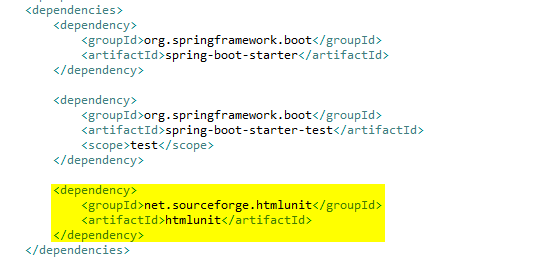 <dependencies>
<dependency>
<groupId>org.springframework.boot</groupId>
<artifactId>spring-boot-starter</artifactId>
</dependency>
<dependency>
<groupId>org.springframework.boot</groupId>
<artifactId>spring-boot-starter-test</artifactId>
<scope>test</scope>
</dependency>
<dependency>
<groupId>net.sourceforge.htmlunit</groupId>
<artifactId>htmlunit</artifactId>
</dependency>
</dependencies>